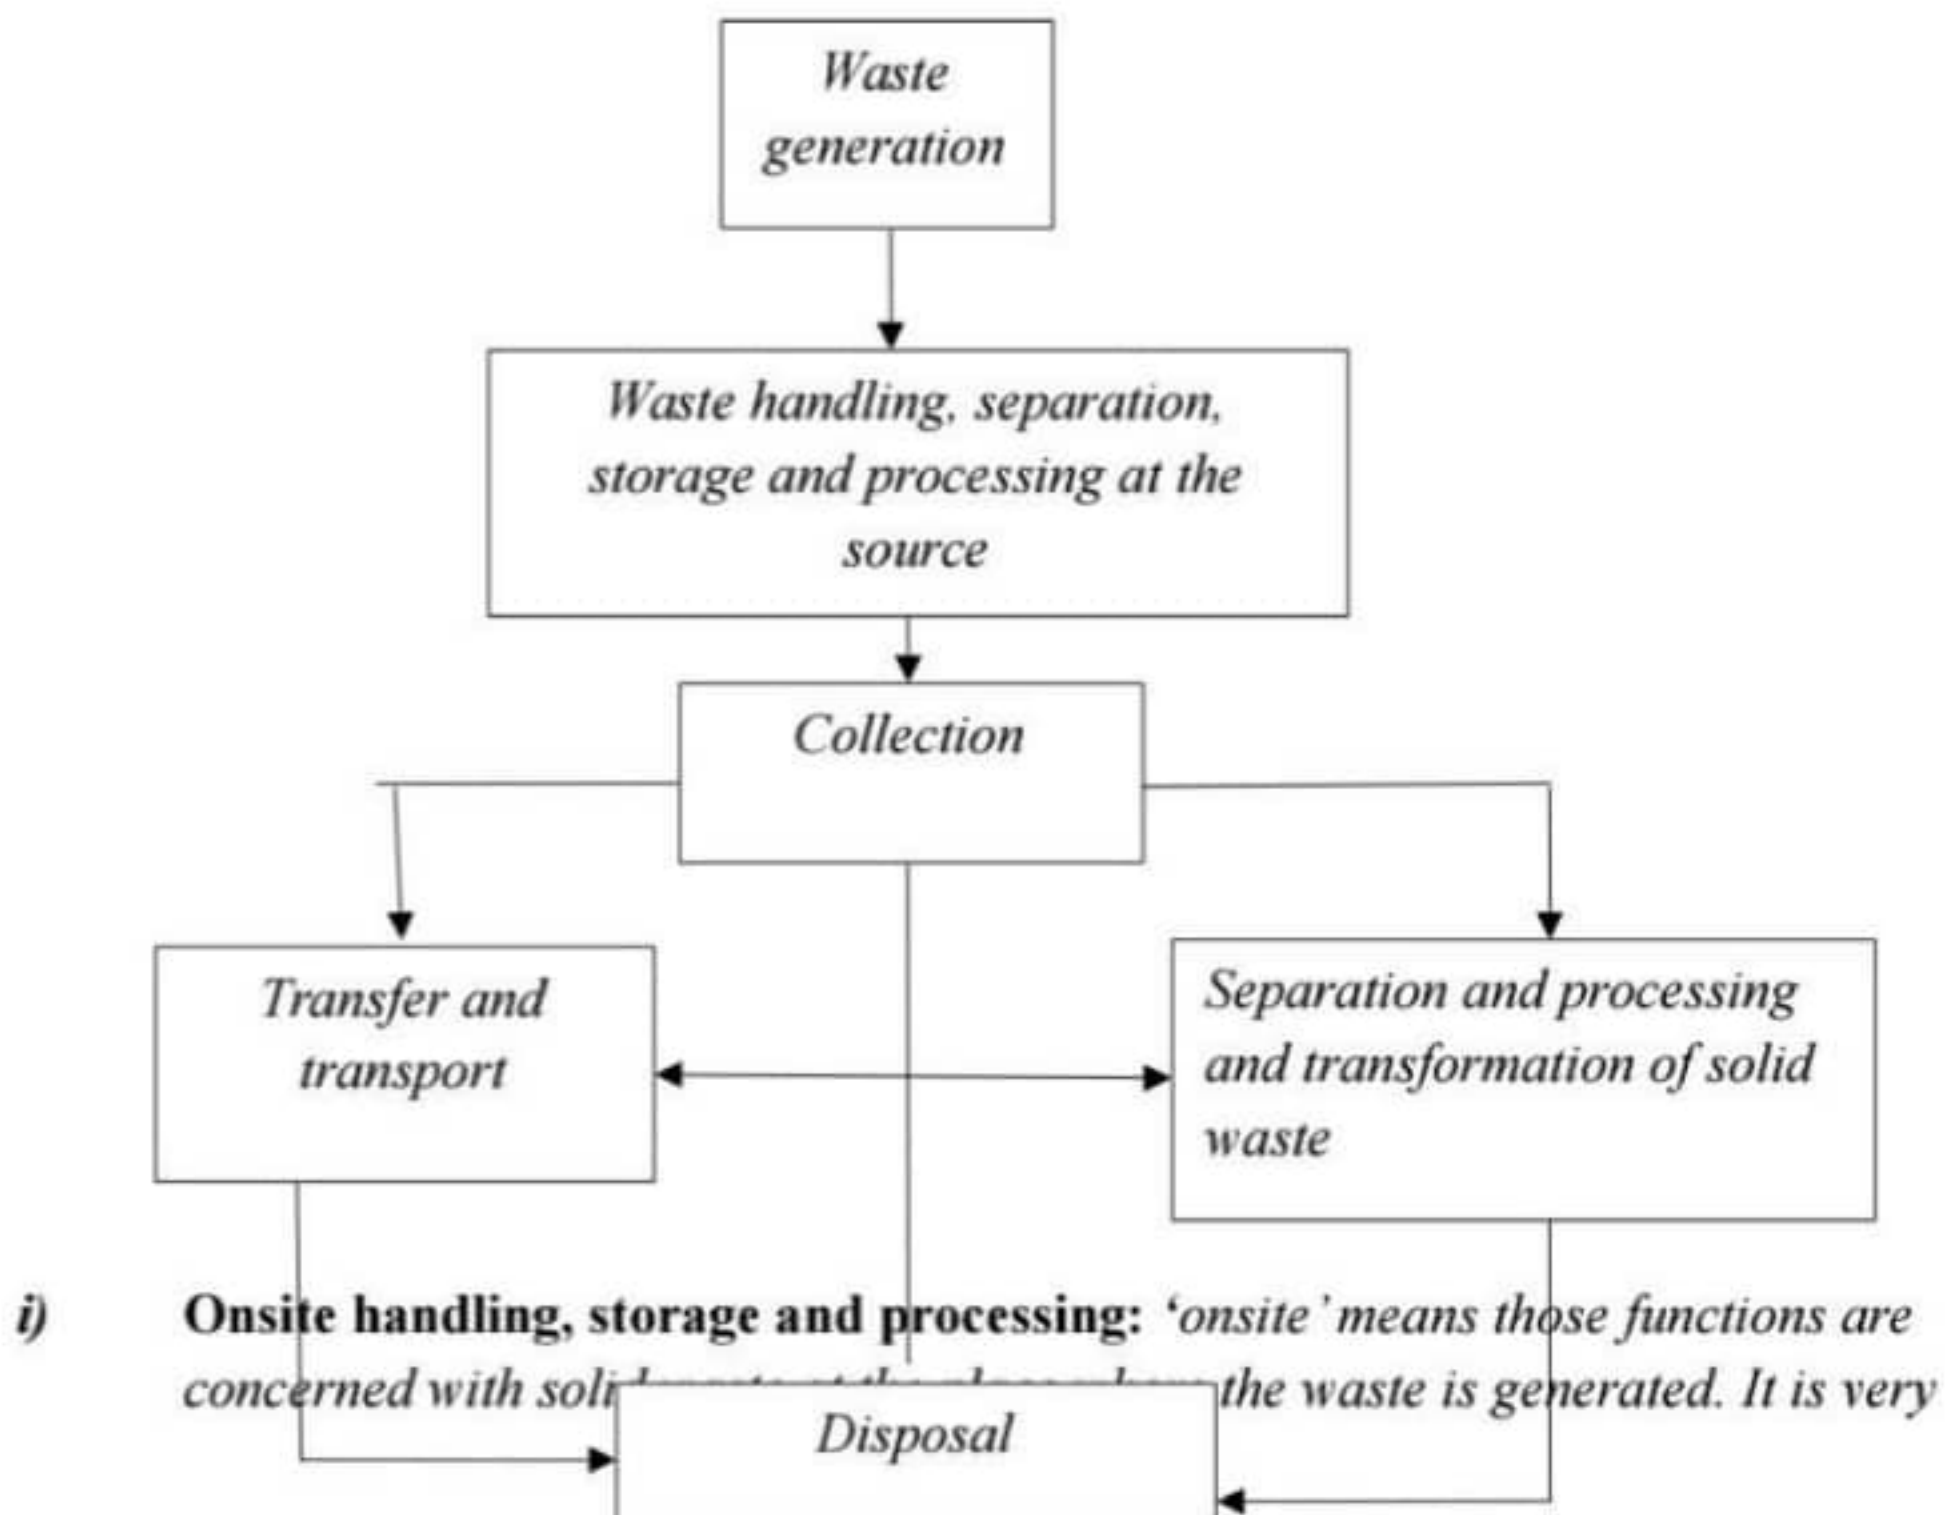 Waste
generation
Waste handling, separation,
storage and processing at the
source
Collection
Transfer and
transport
Separation and processing
and transformation of solid
waste
i) Onsite handling, storage and processing: ‘onsite’ means those functions are
concerned with the waste is generated. It is very
Disposal